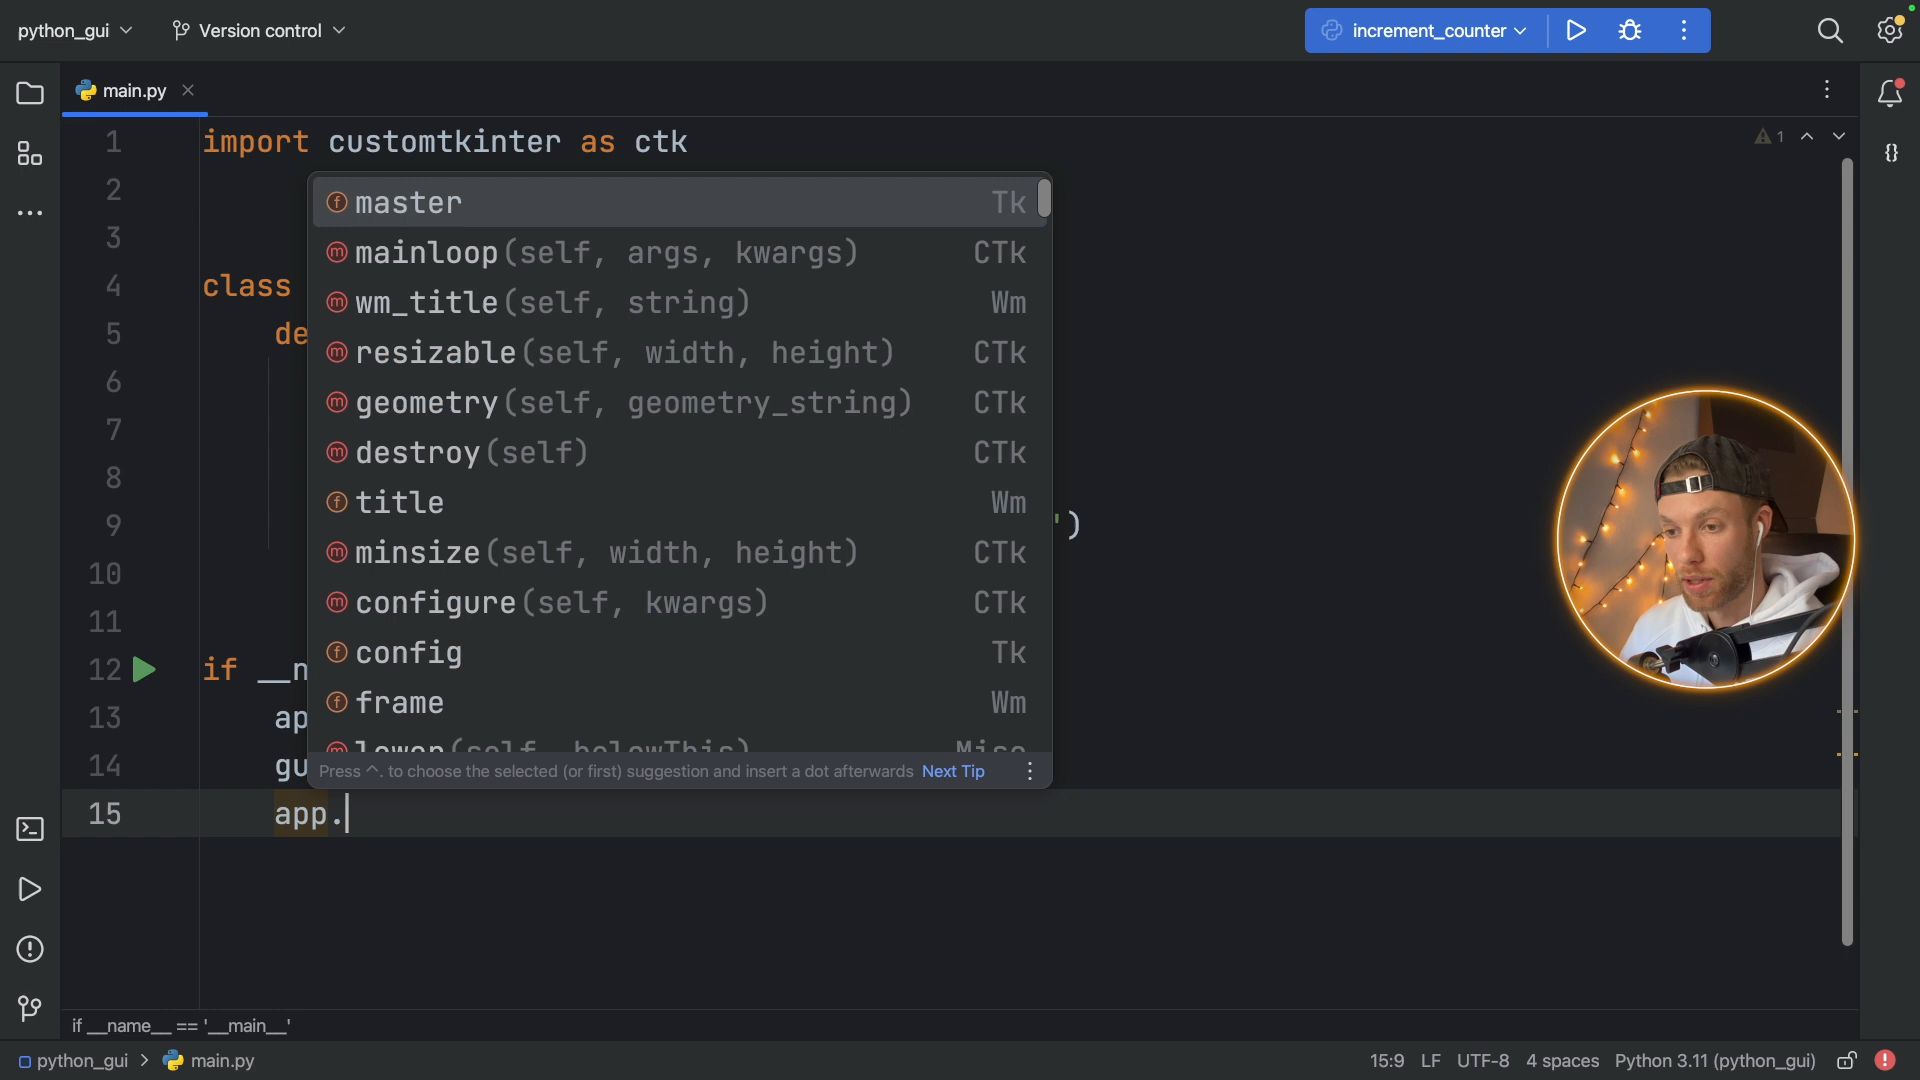 python_gui
Version control
increment_counter
main.py
1 import customtkinter as ctk
1
2
3
4 class
5 de
6
7
8
9 ')
10
11
12 if __n
13 ap
14 gu
15 app.
master Tk
mainloop(self, args, kwargs) CTk
wm_title(self, string) Wm
resizable(self, width, height) CTk
geometry(self, geometry_string) CTk
destroy(self) CTk
title Wm
minsize(self, width, height) CTk
configure(self, kwargs) CTk
config Tk
frame Wm
lower(self, belowThis) Misc
Press ^. to choose the selected (or first) suggestion and insert a dot afterwards Next Tip
if __name__ == '__main__'
python_gui > main.py
15:9 LF UTF-8 4 spaces Python 3.11 (python_gui)